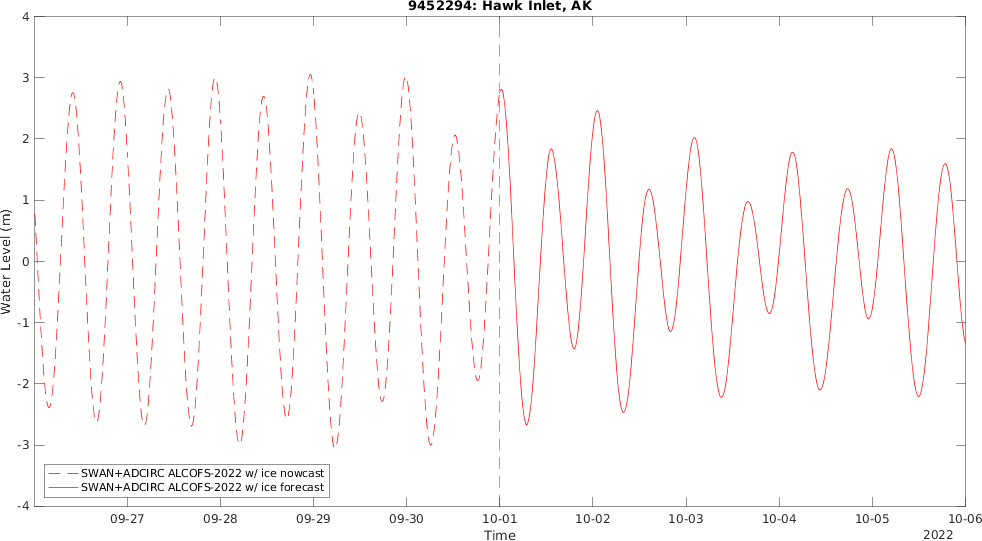 9452294: Hawk Inlet, AK
4
3
2
1
0
-1
-2
-3
-4
Water Level (m)
SWAN+ADCIRC ALCOFS-2022 w/ ice nowcast
SWAN+ADCIRC ALCOFS-2022 w/ ice forecast
09-27 09-28 09-29 09-30 10-01 10-02 10-03 10-04 10-05 10-06
Time
2022